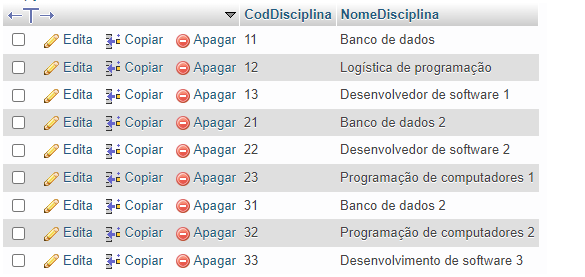 CodDisciplina NomeDisciplina
Edita Copiar Apagar 11 Banco de dados
Edita Copiar Apagar 12 Logística de programação
Edita Copiar Apagar 13 Desenvolvedor de software 1
Edita Copiar Apagar 21 Banco de dados 2
Edita Copiar Apagar 22 Desenvolvedor de software 2
Edita Copiar Apagar 23 Programação de computadores 1
Edita Copiar Apagar 31 Banco de dados 2
Edita Copiar Apagar 32 Programação de computadores 2
Edita Copiar Apagar 33 Desenvolvimento de software 3